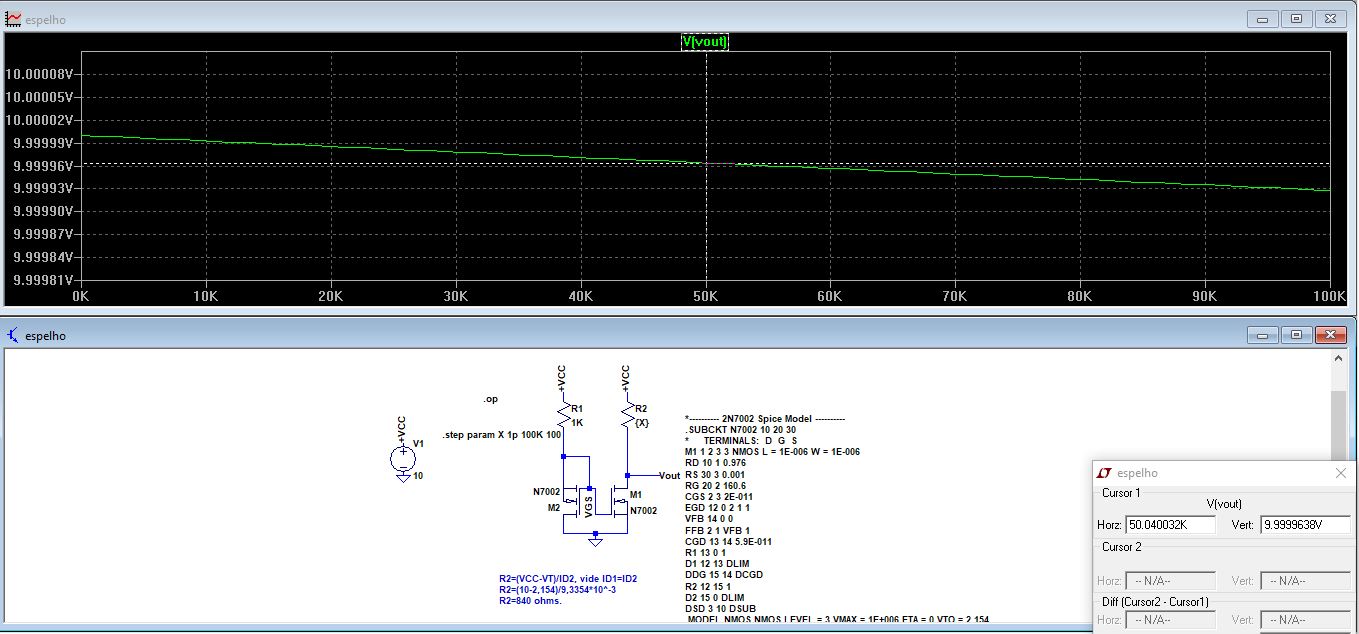 espelho
V(vout)
10.00008V
10.00005V
10.00002V
9.99999V
9.99996V
9.99993V
9.99990V
9.99987V
9.99984V
9.99981V
0K 10K 20K 30K 40K 50K 60K 70K 80K 90K 100K
espelho
.op
.step param X 1p 100K 100
+VCC
V1
10
+VCC
R1
1K
+VCC
R2
{X}
Vout
N7002
M2
VGS
M1
N7002
R2=(VCC-VT)/ID2, vide ID1=ID2
R2=(10-2,154)/9,3354*10^-3
R2=840 ohms.
*---------- 2N7002 Spice Model ----------
.SUBCKT N7002 10 20 30
* TERMINALS: D G S
M1 1 2 3 3 NMOS L = 1E-006 W = 1E-006
RD 10 1 0.976
RS 30 3 0.001
RG 20 2 160.6
CGS 2 3 2E-011
EGD 12 0 2 1 1
VFB 14 0 0
FFB 2 1 VFB 1
CGD 13 14 5.9E-011
R1 13 0 1
D1 12 13 DLIM
DDG 15 14 DCGD
R2 12 15 1
D2 15 0 DLIM
DSD 3 10 DSUB
.MODEL NMOS NMOS LEVEL = 3 VMAX = 1E+006 ETA = 0 VTO = 2.154
espelho
Cursor 1
V(vout)
Horz: 50.040032K Vert: 9.9999638V
Cursor 2
Horz: -- N/A-- Vert: -- N/A--
Diff (Cursor2 - Cursor1)
Horz: -- N/A-- Vert: -- N/A--